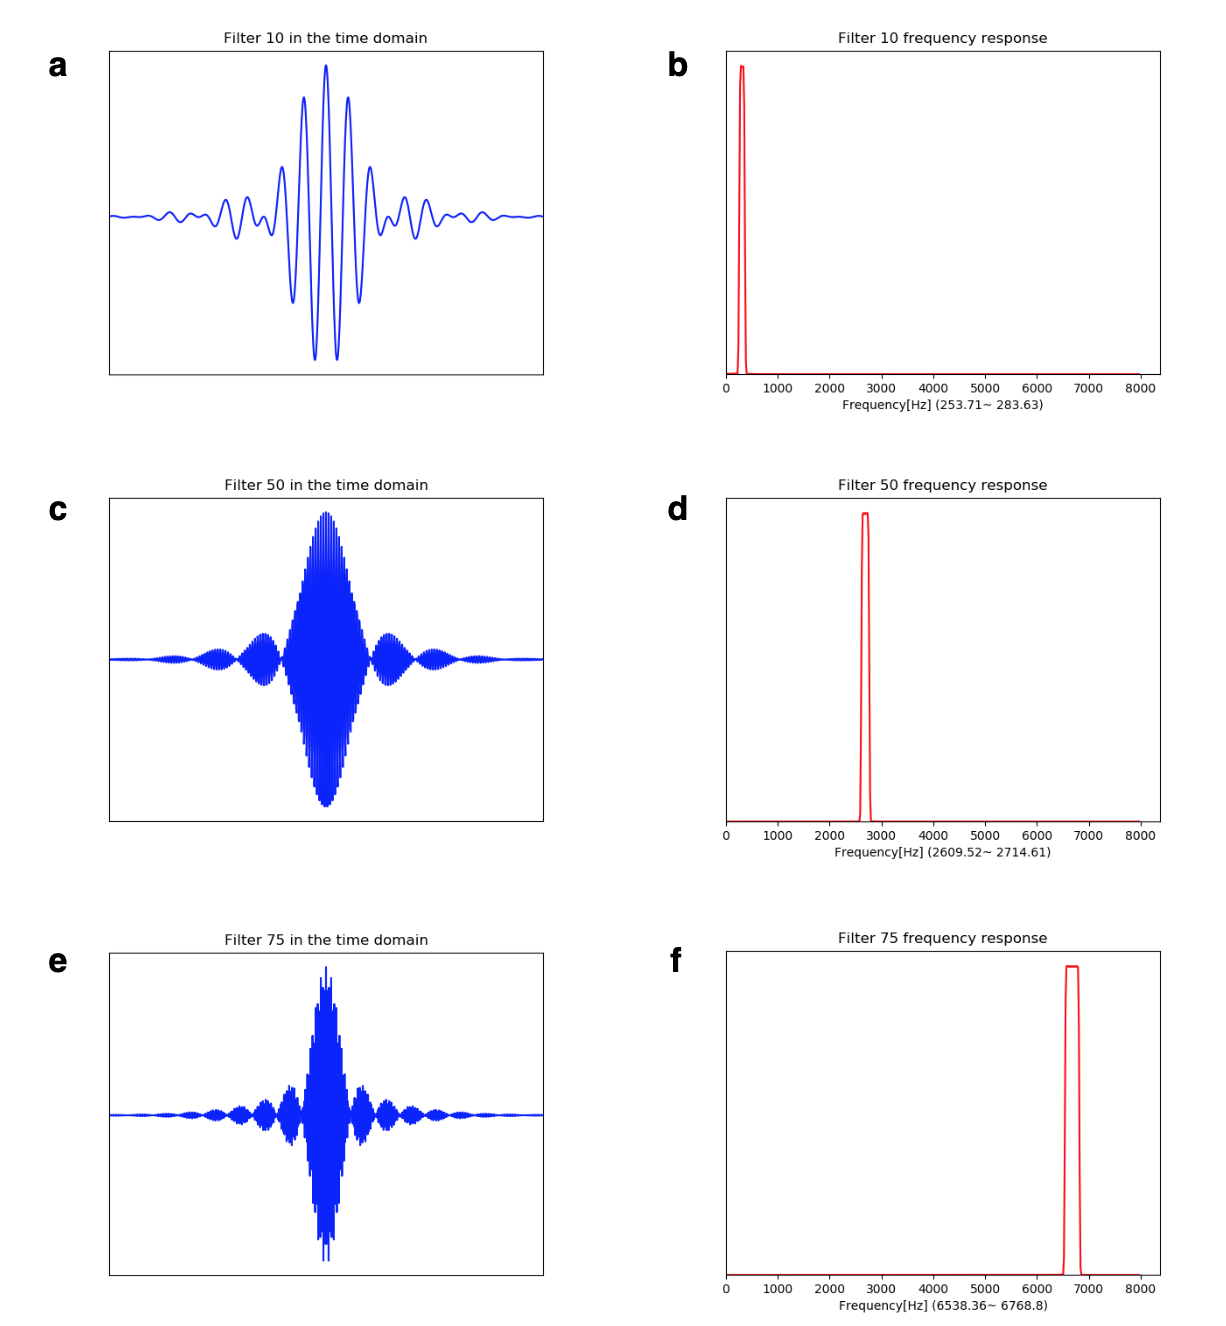 a
Filter 10 in the time domain
b
Filter 10 frequency response
0 1000 2000 3000 4000 5000 6000 7000 8000
Frequency[Hz] (253.71~ 283.63)
c
Filter 50 in the time domain
d
Filter 50 frequency response
0 1000 2000 3000 4000 5000 6000 7000 8000
Frequency[Hz] (2609.52~ 2714.61)
e
Filter 75 in the time domain
f
Filter 75 frequency response
0 1000 2000 3000 4000 5000 6000 7000 8000
Frequency[Hz] (6538.36~ 6768.8)